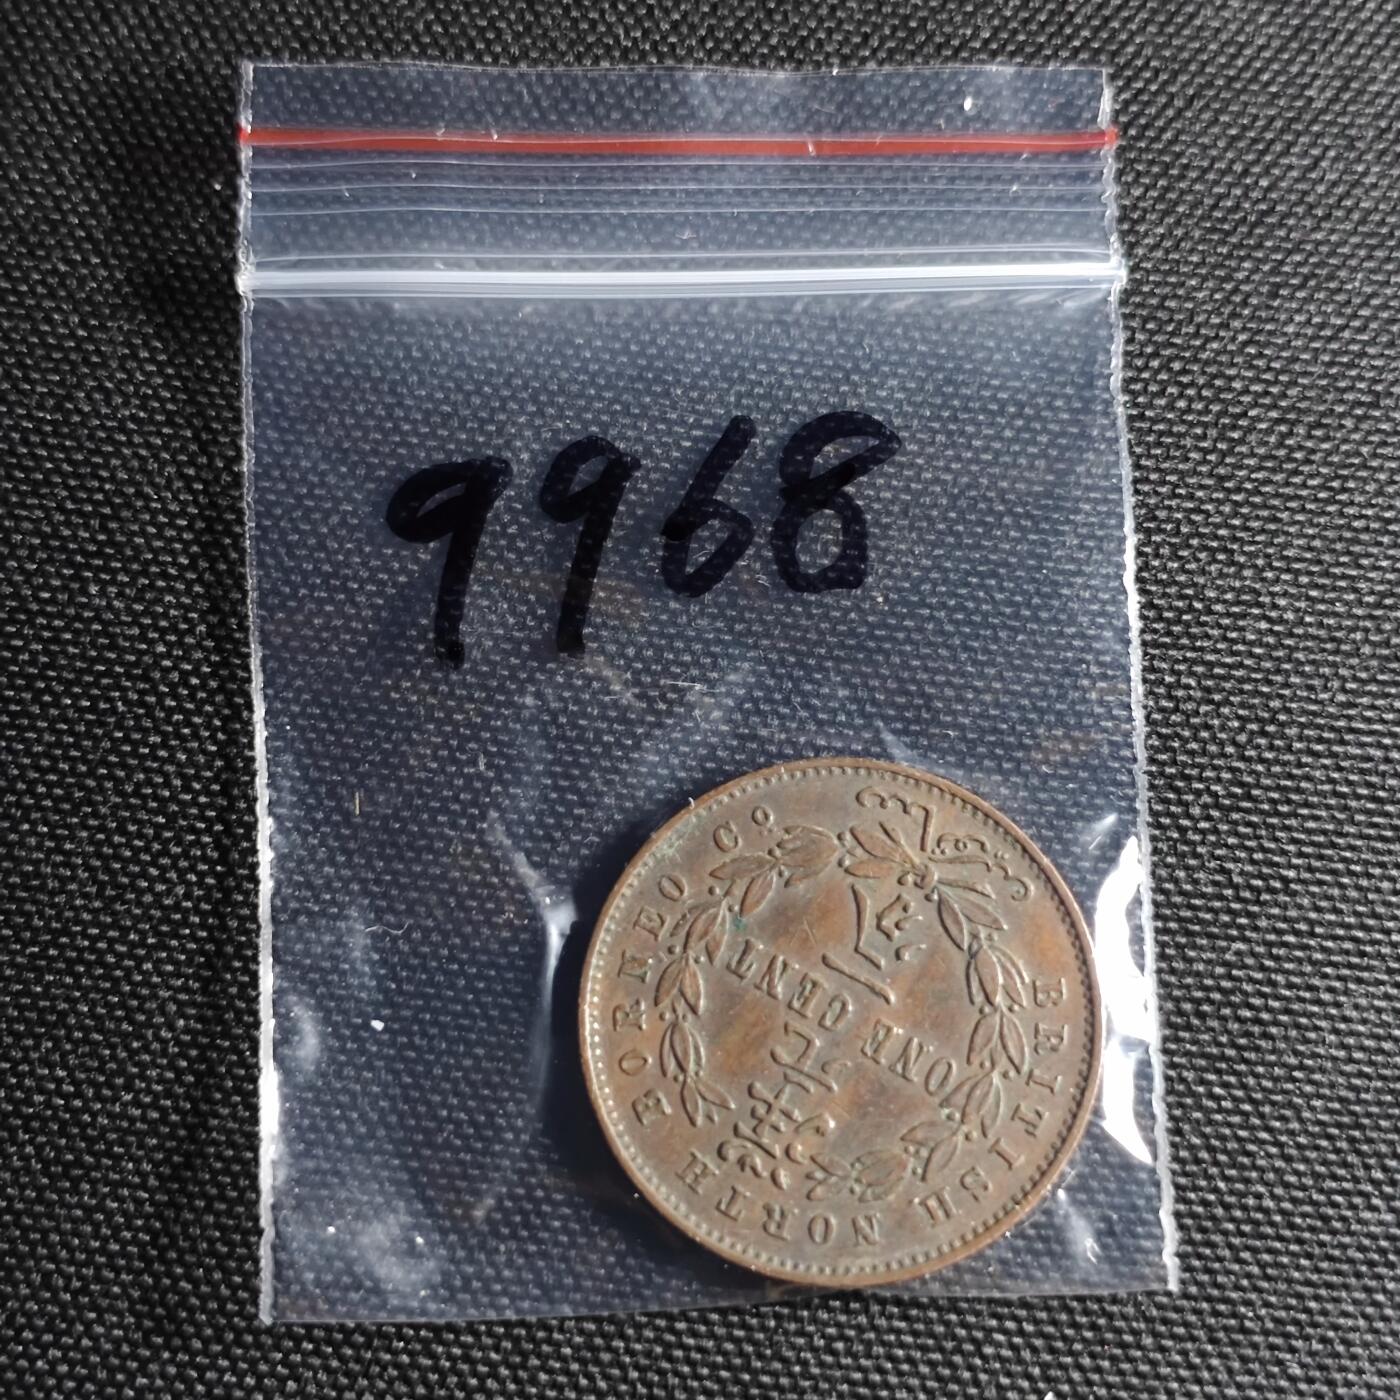 9968
BRITISH NORTH BORNEO Cº
ONE CENT